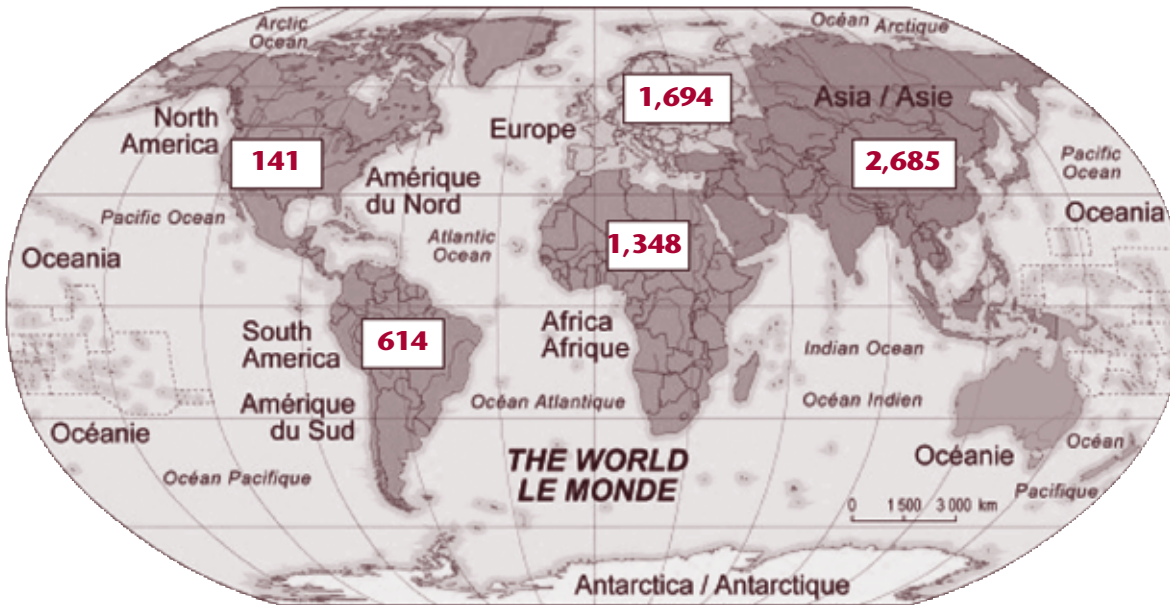 Arctic
Ocean
Océan Arctique
1,694
Asia / Asie
North
America
Europe
141
2,685
Pacific
Ocean
Amérique
du Nord
Pacific Ocean
Oceania
Atlantic
Ocean
1,348
Oceania
South
America
614
Africa
Afrique
Indian Ocean
Amérique
du Sud
Océan Atlantique
Océan Indien
Océanie
Océan
Pacifique
Océanie
THE WORLD
LE MONDE
Océan Pacifique
0 1 500 3 000 km
Antarctica / Antarctique